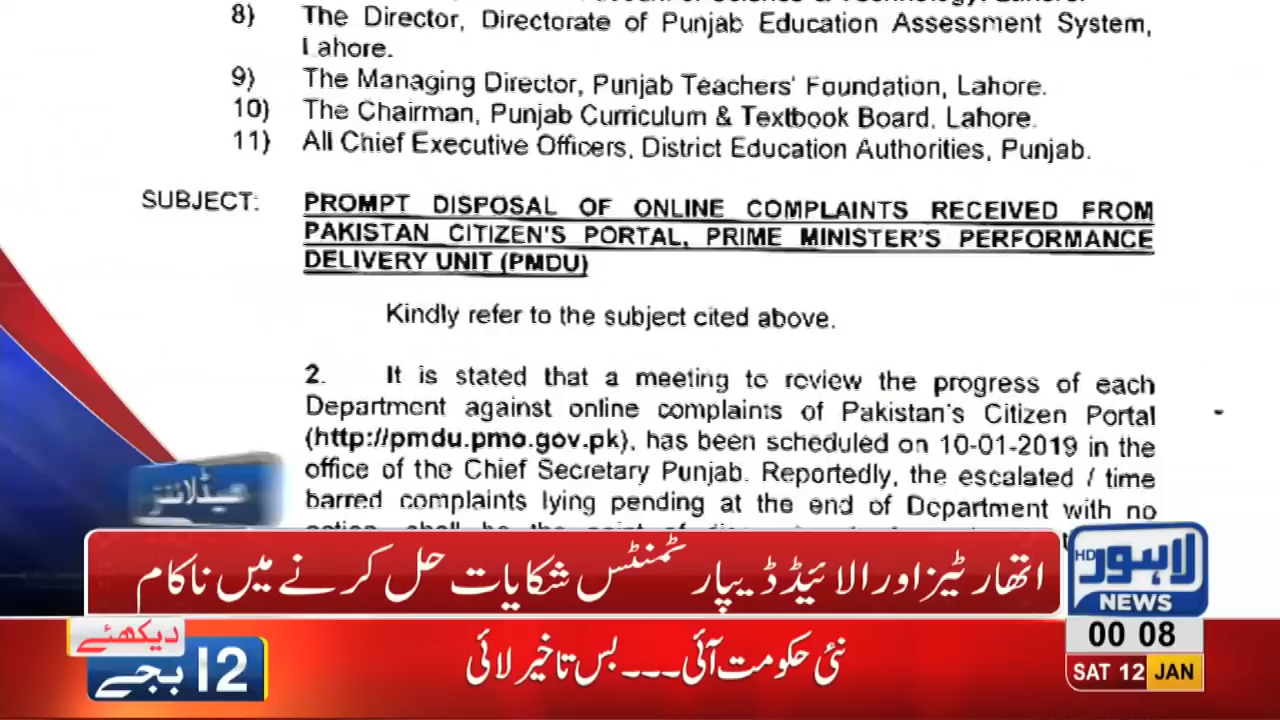 8) The Director, Directorate of Punjab Education Assessment System,
Lahore.
9) The Managing Director, Punjab Teachers' Foundation, Lahore.
10) The Chairman, Punjab Curriculum & Textbook Board, Lahore.
11) All Chief Executive Officers, District Education Authorities, Punjab.
SUBJECT: PROMPT DISPOSAL OF ONLINE COMPLAINTS RECEIVED FROM
PAKISTAN CITIZEN'S PORTAL, PRIME MINISTER'S PERFORMANCE
DELIVERY UNIT (PMDU)
Kindly refer to the subject cited above.
2. It is stated that a meeting to review the progress of each
Department against online complaints of Pakistan's Citizen Portal
(http://pmdu.pmo.gov.pk), has been scheduled on 10-01-2019 in the
office of the Chief Secretary Punjab. Reportedly, the escalated / time
barred complaints lying pending at the end of Department with no
ہیڈلائنز
اتھارٹیز اور الائیڈ ڈیپارٹمنٹس شکایات حل کرنے میں ناکام
لاہور HD
NEWS
00 08
SAT 12 JAN
دیکھئے
12 بجے
نئی حکومت آئی۔۔۔ بس تاخیر لائی